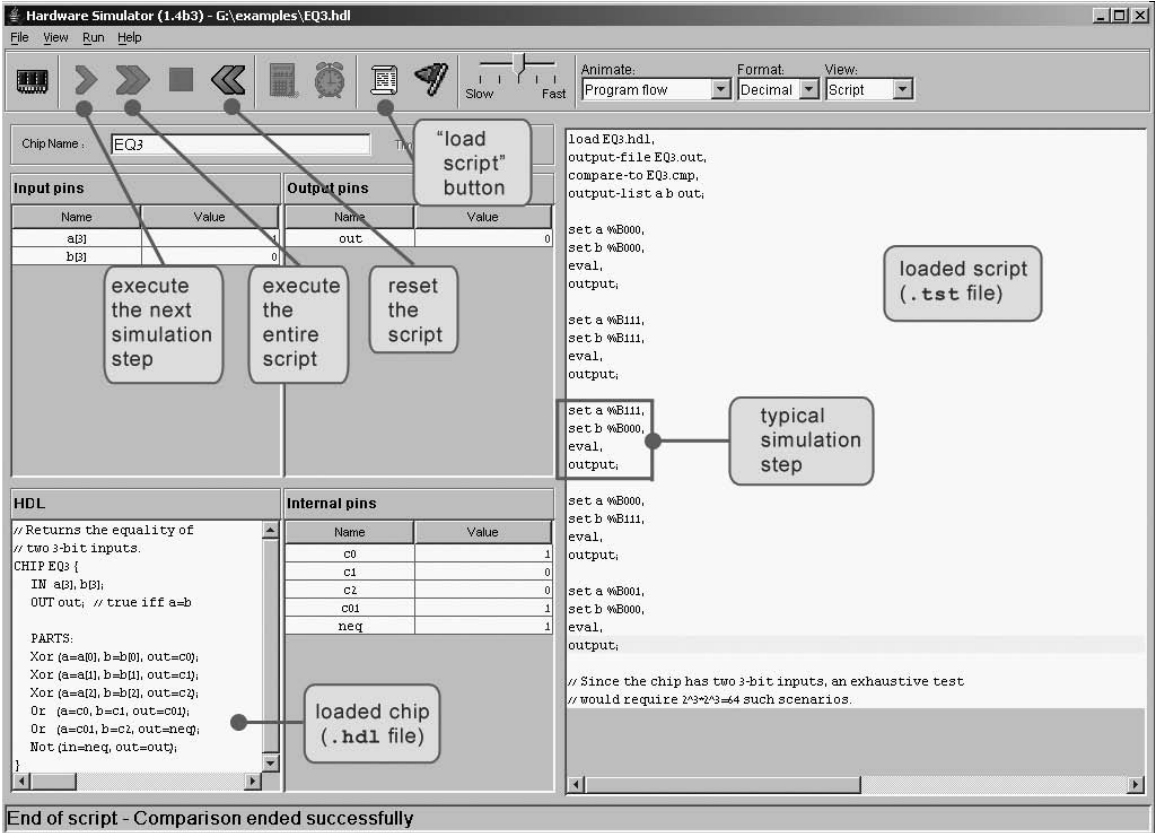 Hardware Simulator (1.4b3) - G:\examples\EQ3.hdl
File View Run Help
Slow Fast
Animate: Format: View:
Program flow Decimal Script
Chip Name : EQ3
"load
script"
button
Input pins
Name Value
a[3] 1
b[3] 0
Output pins
Name Value
out 0
execute
the next
simulation
step
execute
the
entire
script
reset
the
script
load EQ3.hdl,
output-file EQ3.out,
compare-to EQ3.cmp,
output-list a b out;
set a %B000,
set b %B000,
eval,
output;
set a %B111,
set b %B111,
eval,
output;
set a %B111,
set b %B000,
eval,
output;
set a %B000,
set b %B111,
eval,
output;
set a %B001,
set b %B000,
eval,
output;
// Since the chip has two 3-bit inputs, an exhaustive test
// would require 2^3*2^3=64 such scenarios.
loaded script
(.tst file)
typical
simulation
step
HDL
// Returns the equality of
// two 3-bit inputs.
CHIP EQ3 {
IN a[3], b[3];
OUT out; // true iff a=b
PARTS:
Xor (a=a[0], b=b[0], out=c0);
Xor (a=a[1], b=b[1], out=c1);
Xor (a=a[2], b=b[2], out=c2);
Or (a=c0, b=c1, out=c01);
Or (a=c01, b=c2, out=neq);
Not (in=neq, out=out);
}
loaded chip
(.hdl file)
Internal pins
Name Value
c0 1
c1 0
c2 0
c01 1
neq 1
End of script - Comparison ended successfully